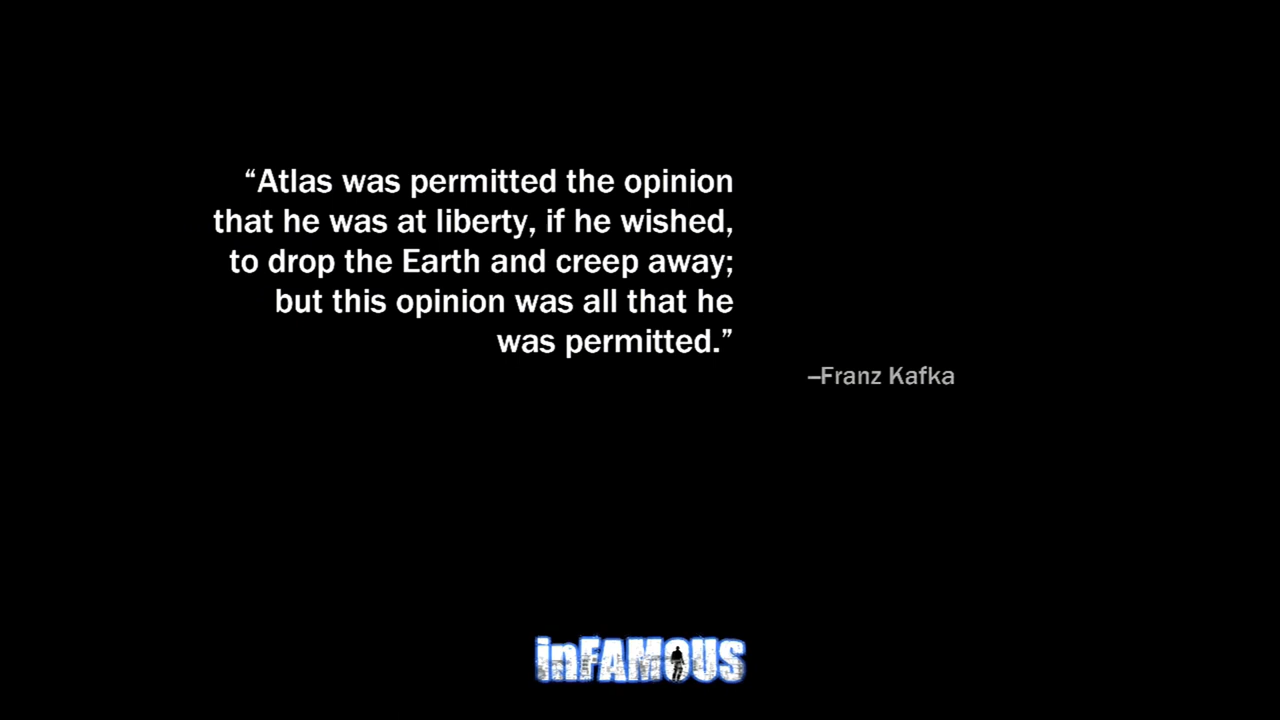 “Atlas was permitted the opinion
that he was at liberty, if he wished,
to drop the Earth and creep away;
but this opinion was all that he
was permitted.”
–Franz Kafka
inFAMOUS